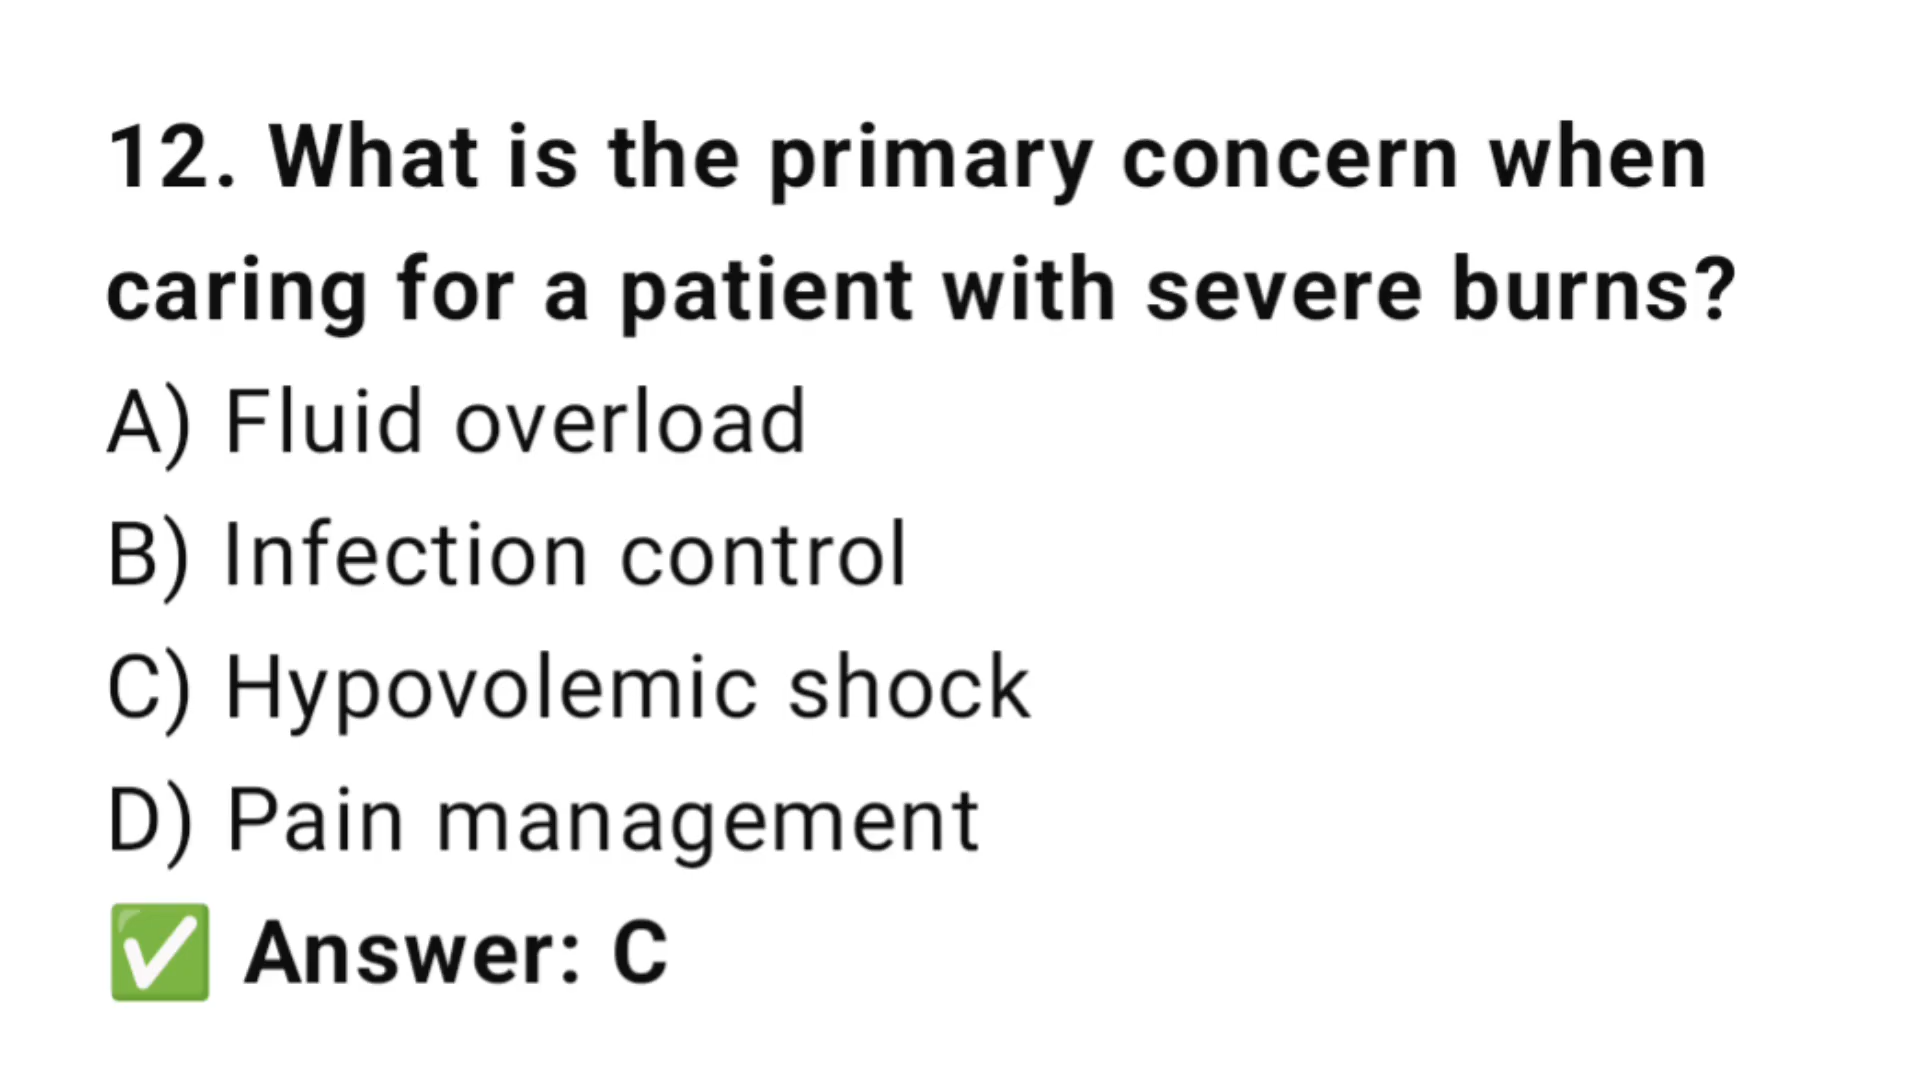 12. What is the primary concern when
caring for a patient with severe burns?
A) Fluid overload
B) Infection control
C) Hypovolemic shock
D) Pain management
✅ Answer: C